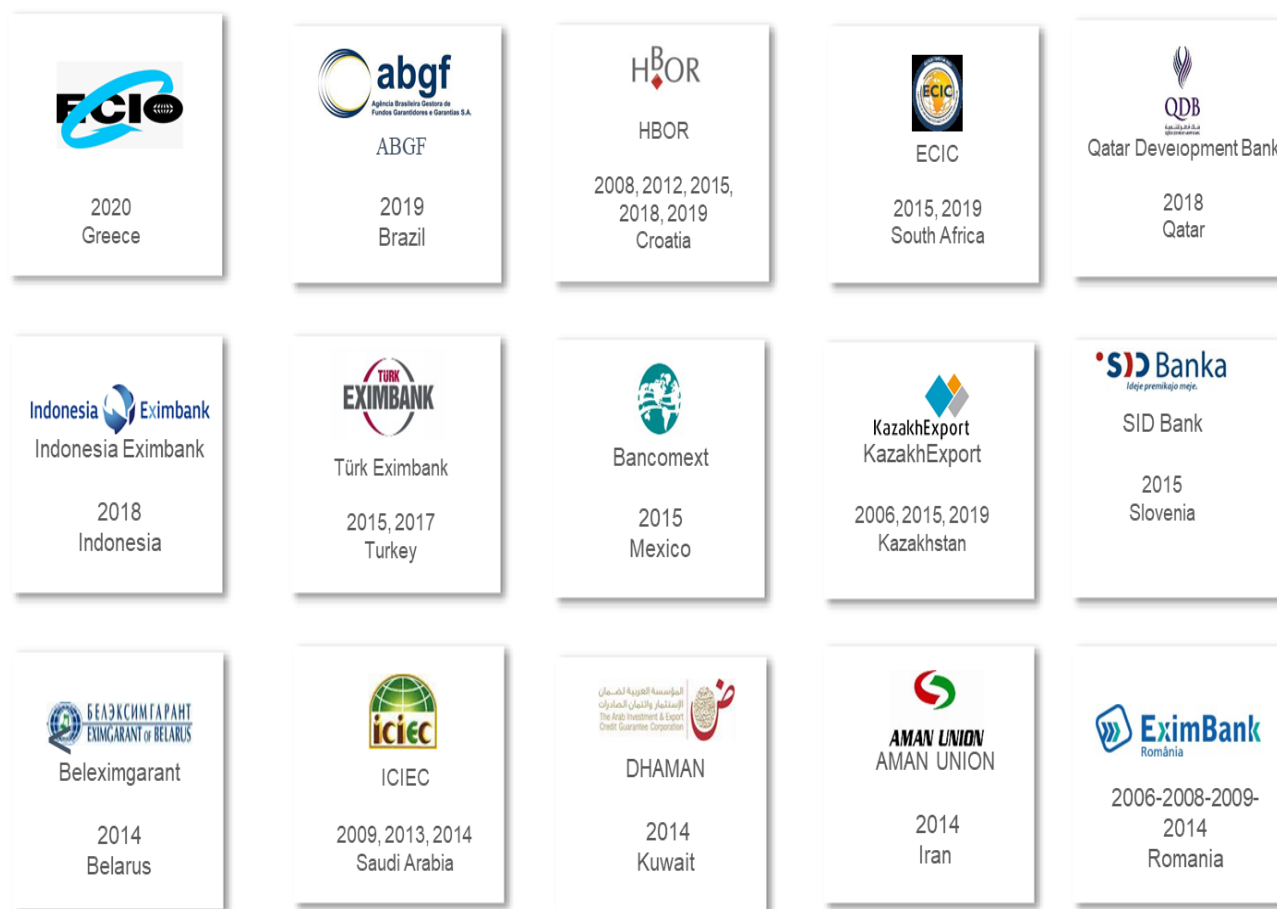 ECIO
2020
Greece
abgf
Agência Brasileira Gestora de
Fundos Garantidores e Garantias S.A.
ABGF
2019
Brazil
HBOR
HBOR
2008, 2012, 2015,
2018, 2019
Croatia
ECIC
ECIC
2015, 2019
South Africa
QDB
Qatar Development Bank
2018
Qatar
Indonesia Eximbank
Indonesia Eximbank
2018
Indonesia
TÜRK
EXIMBANK
Türk Eximbank
2015, 2017
Turkey
Bancomext
2015
Mexico
KazakhExport
KazakhExport
2006, 2015, 2019
Kazakhstan
SID Banka
Ideje premikajo meje.
SID Bank
2015
Slovenia
БЕЛЭКСИМГАРАНТ
EXIMGARANT OF BELARUS
Beleximgarant
2014
Belarus
iciec
ICIEC
2009, 2013, 2014
Saudi Arabia
المؤسسة العربية لضمان
الإستثمار وائتمان الصادرات
The Arab Investment & Export
Credit Guarantee Corporation
DHAMAN
2014
Kuwait
AMAN UNION
AMAN UNION
2014
Iran
EximBank
România
2006-2008-2009-
2014
Romania